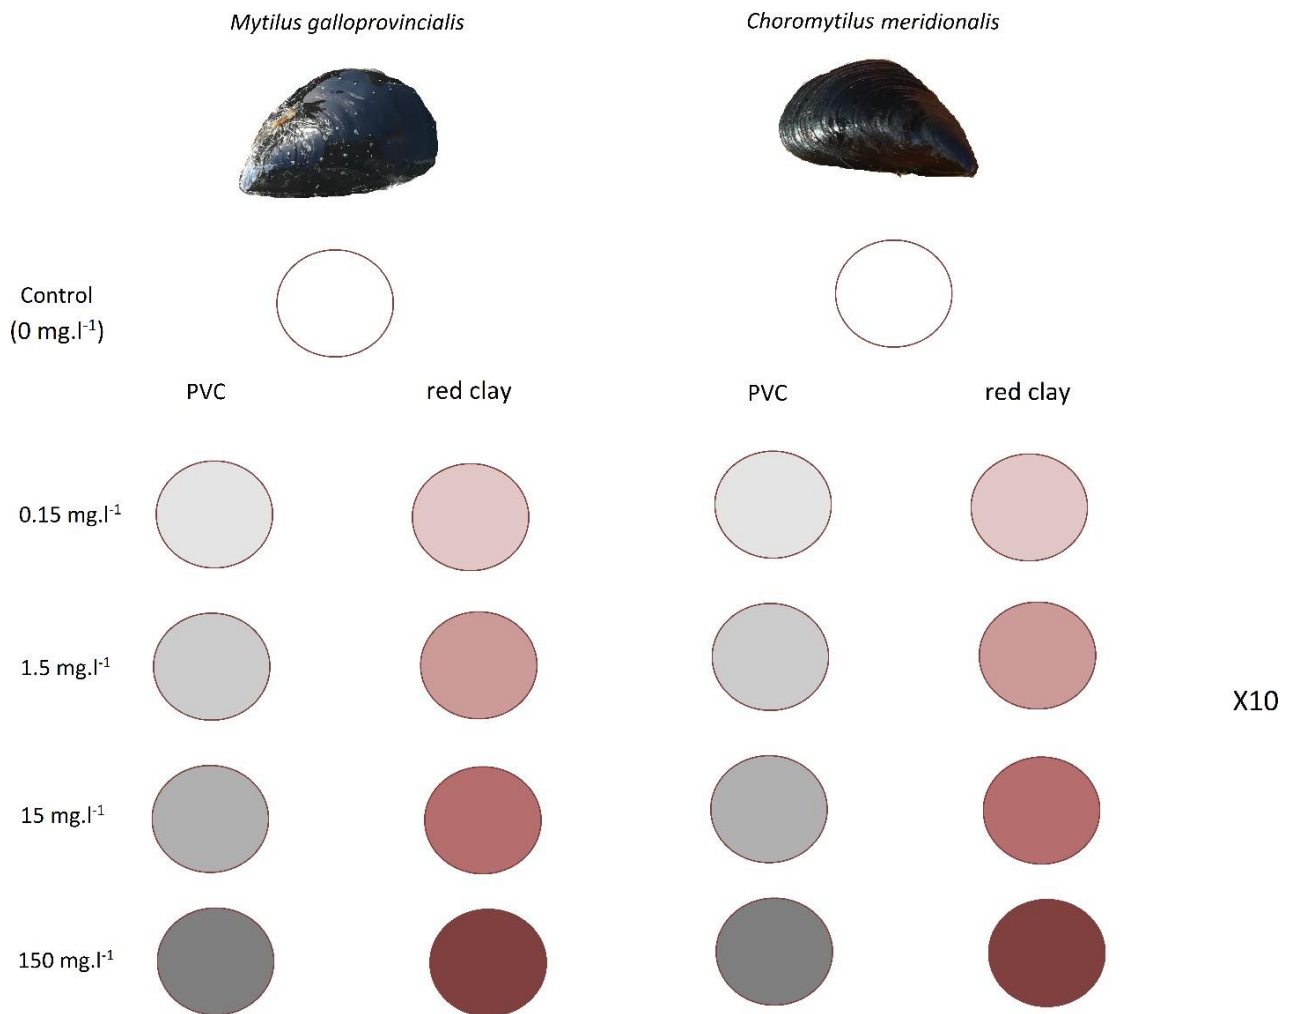 Mytilus galloprovincialis
Choromytilus meridionalis
Control
(0 mg.l⁻¹)
PVC
red clay
PVC
red clay
0.15 mg.l⁻¹
1.5 mg.l⁻¹
X10
15 mg.l⁻¹
150 mg.l⁻¹